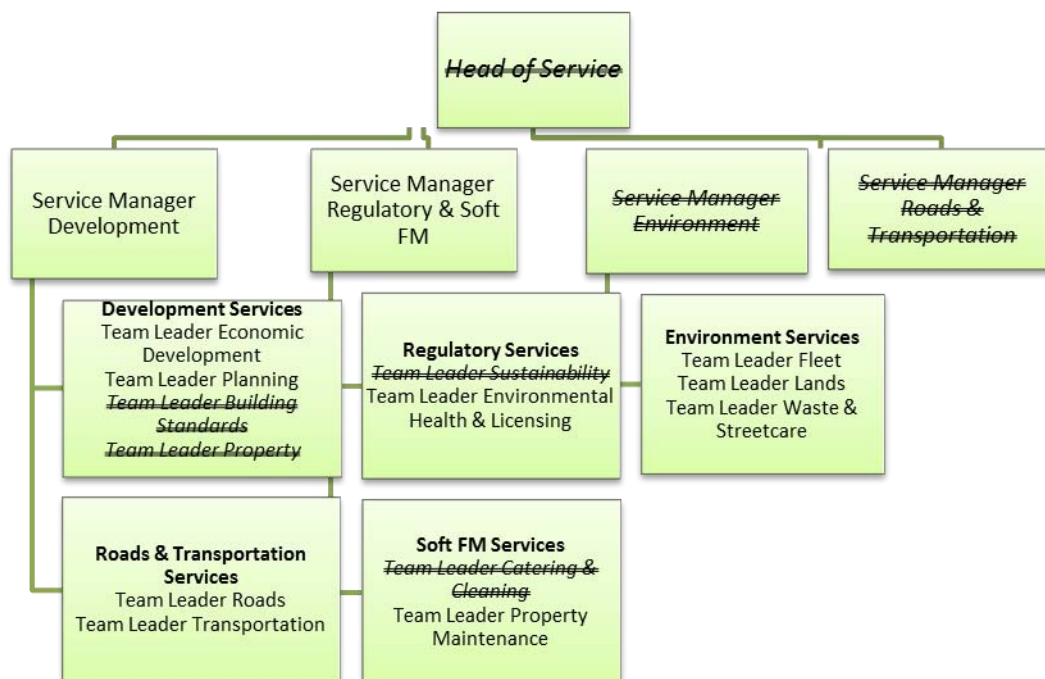 Head of Service
Service Manager
Development
Service Manager
Regulatory & Soft
FM
Service Manager
Environment
Service Manager
Roads &
Transportation
Development Services
Team Leader Economic
Development
Team Leader Planning
Team Leader Building
Standards
Team Leader Property
Regulatory Services
Team Leader Sustainability
Team Leader Environmental
Health & Licensing
Environment Services
Team Leader Fleet
Team Leader Lands
Team Leader Waste &
Streetcare
Roads & Transportation
Services
Team Leader Roads
Team Leader Transportation
Soft FM Services
Team Leader Catering &
Cleaning
Team Leader Property
Maintenance